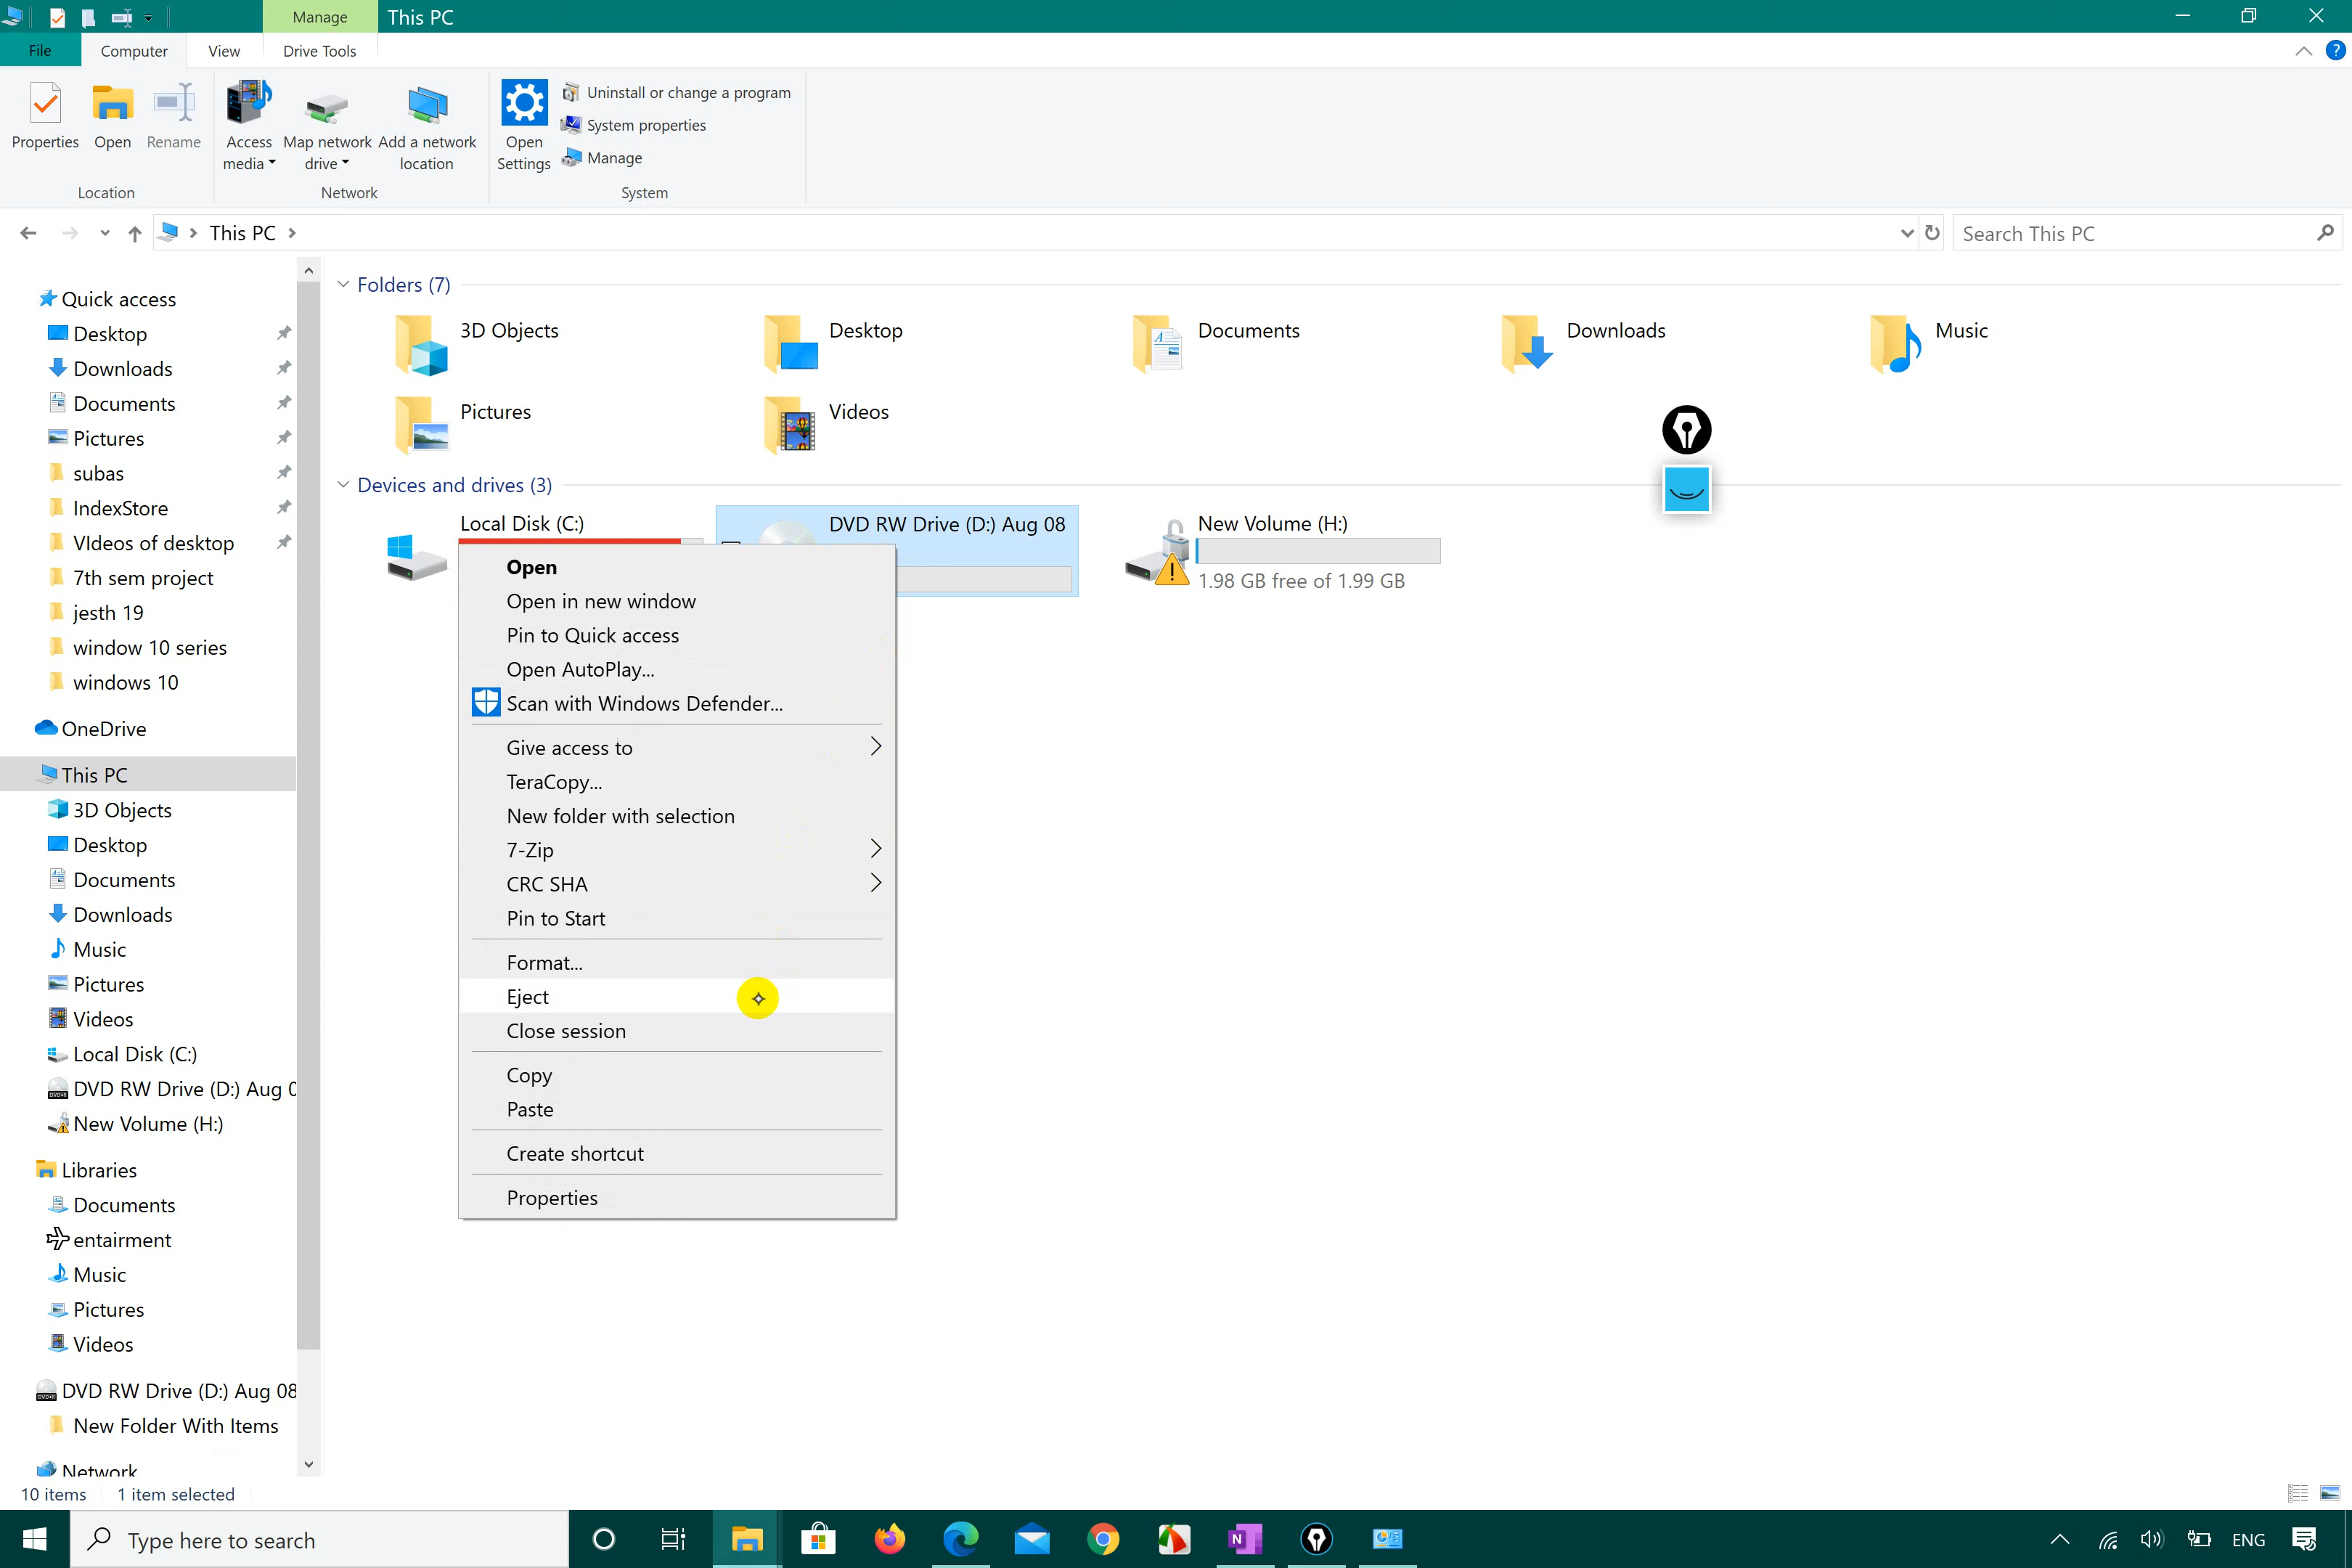 Manage This PC
File Computer View Drive Tools
Properties Open Rename Access media Map network drive Add a network location Open Settings Uninstall or change a program
System properties
Manage
Location Network System
This PC
Search This PC
Quick access
Desktop
Downloads
Documents
Pictures
subas
IndexStore
VIdeos of desktop
7th sem project
jesth 19
window 10 series
windows 10
OneDrive
This PC
3D Objects
Desktop
Documents
Downloads
Music
Pictures
Videos
Local Disk (C:)
DVD RW Drive (D:) Aug 0
New Volume (H:)
Libraries
Documents
entairment
Music
Pictures
Videos
DVD RW Drive (D:) Aug 08
New Folder With Items
Network
Folders (7)
3D Objects Desktop Documents Downloads Music
Pictures Videos
Devices and drives (3)
Local Disk (C:) DVD RW Drive (D:) Aug 08 New Volume (H:)
1.98 GB free of 1.99 GB
Open
Open in new window
Pin to Quick access
Open AutoPlay...
Scan with Windows Defender...
Give access to
TeraCopy...
New folder with selection
7-Zip
CRC SHA
Pin to Start
Format...
Eject
Close session
Copy
Paste
Create shortcut
Properties
10 items 1 item selected
Type here to search
ENG